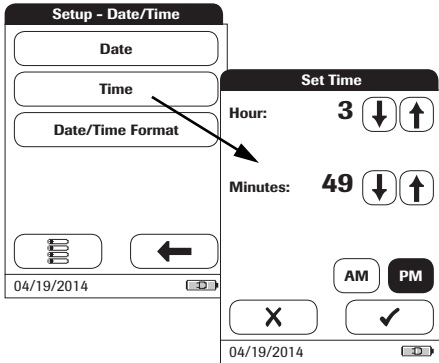 Setup - Date/Time
Date
Time
Date/Time Format
04/19/2014
Set Time
Hour: 3
Minutes: 49
AM PM
04/19/2014